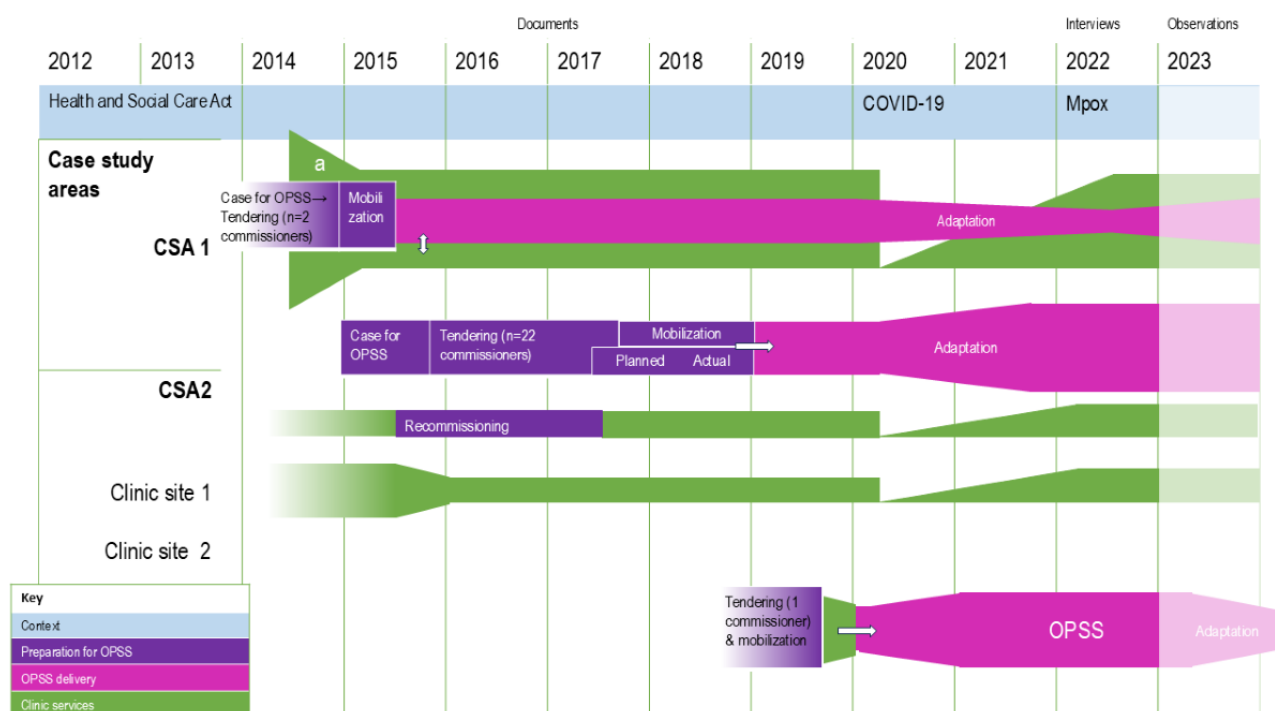 Documents
Interviews
Observations
2012 2013 2014 2015 2016 2017 2018 2019 2020 2021 2022 2023
Health and Social Care Act
COVID-19
Mpox
Case study
areas
a
Case for OPSS→
Tendering (n=2
commissioners)
Mobili
zation
CSA 1
Adaptation
Case for
OPSS
Tendering (n=22
commissioners)
Mobilization
Planned Actual
Adaptation
CSA2
Recommissioning
Clinic site 1
Clinic site 2
Tendering (1
commissioner)
& mobilization
OPSS
Adaptation
Key
Context
Preparation for OPSS
OPSS delivery
Clinic services